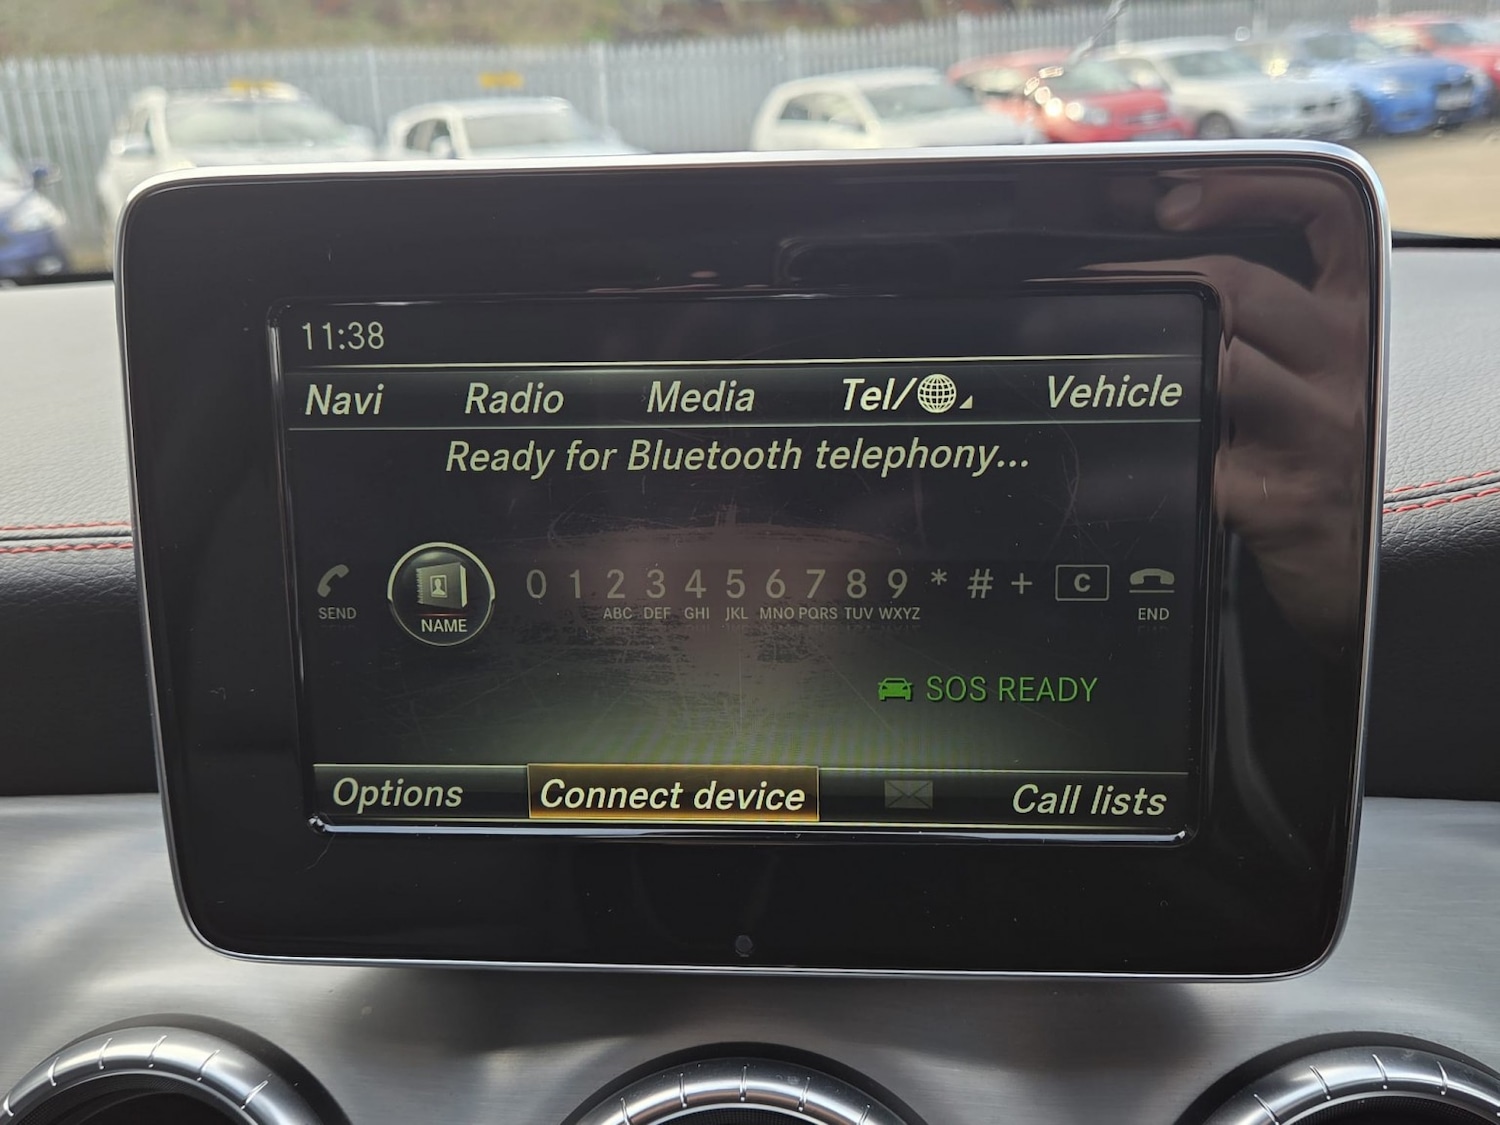 11:38
Navi Radio Media Tel/ Vehicle
Ready for Bluetooth telephony...
0 1 2 3 4 5 6 7 8 9 * # + C
SEND NAME ABC DEF GHI JKL MNO PQRS TUV WXYZ END
SOS READY
Options Connect device Call lists